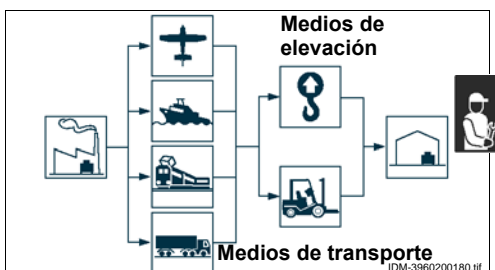 Medios de
elevación
Medios de transporte
IDM-3960200180.tif